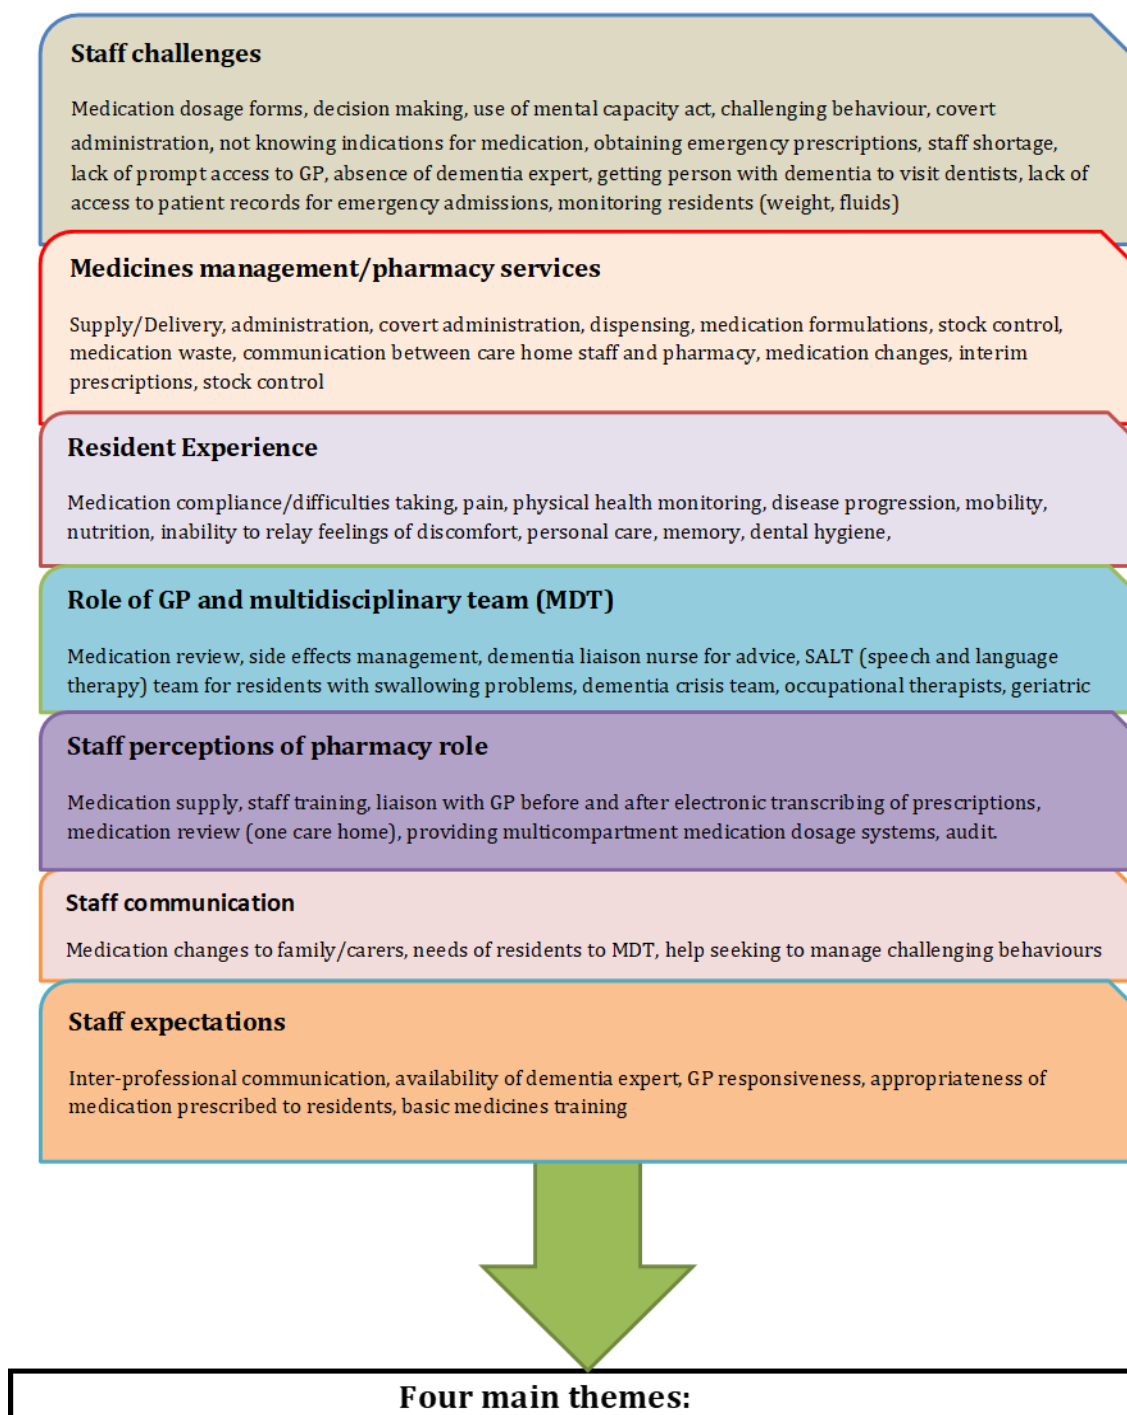 Staff challenges
Medication dosage forms, decision making, use of mental capacity act, challenging behaviour, covert
administration, not knowing indications for medication, obtaining emergency prescriptions, staff shortage,
lack of prompt access to GP, absence of dementia expert, getting person with dementia to visit dentists, lack of
access to patient records for emergency admissions, monitoring residents (weight, fluids)
Medicines management/pharmacy services
Supply/Delivery, administration, covert administration, dispensing, medication formulations, stock control,
medication waste, communication between care home staff and pharmacy, medication changes, interim
prescriptions, stock control
Resident Experience
Medication compliance/difficulties taking, pain, physical health monitoring, disease progression, mobility,
nutrition, inability to relay feelings of discomfort, personal care, memory, dental hygiene,
Role of GP and multidisciplinary team (MDT)
Medication review, side effects management, dementia liaison nurse for advice, SALT (speech and language
therapy) team for residents with swallowing problems, dementia crisis team, occupational therapists, geriatric
Staff perceptions of pharmacy role
Medication supply, staff training, liaison with GP before and after electronic transcribing of prescriptions,
medication review (one care home), providing multicompartment medication dosage systems, audit.
Staff communication
Medication changes to family/carers, needs of residents to MDT, help seeking to manage challenging behaviours
Staff expectations
Inter-professional communication, availability of dementia expert, GP responsiveness, appropriateness of
medication prescribed to residents, basic medicines training
Four main themes: